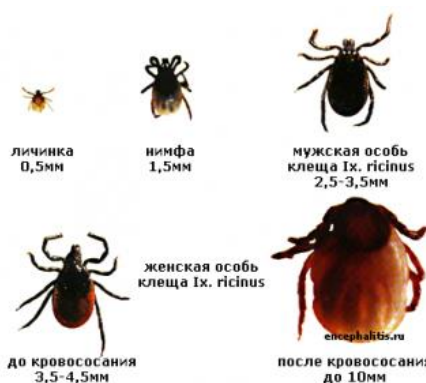 личинка
0,5мм
нимфа
1,5мм
мужская особь
клеща Ix. ricinus
2,5-3,5мм
женская особь
клеща Ix. ricinus
до кровососания
3,5-4,5мм
encephalitis.ru
после кровососания
до 10мм